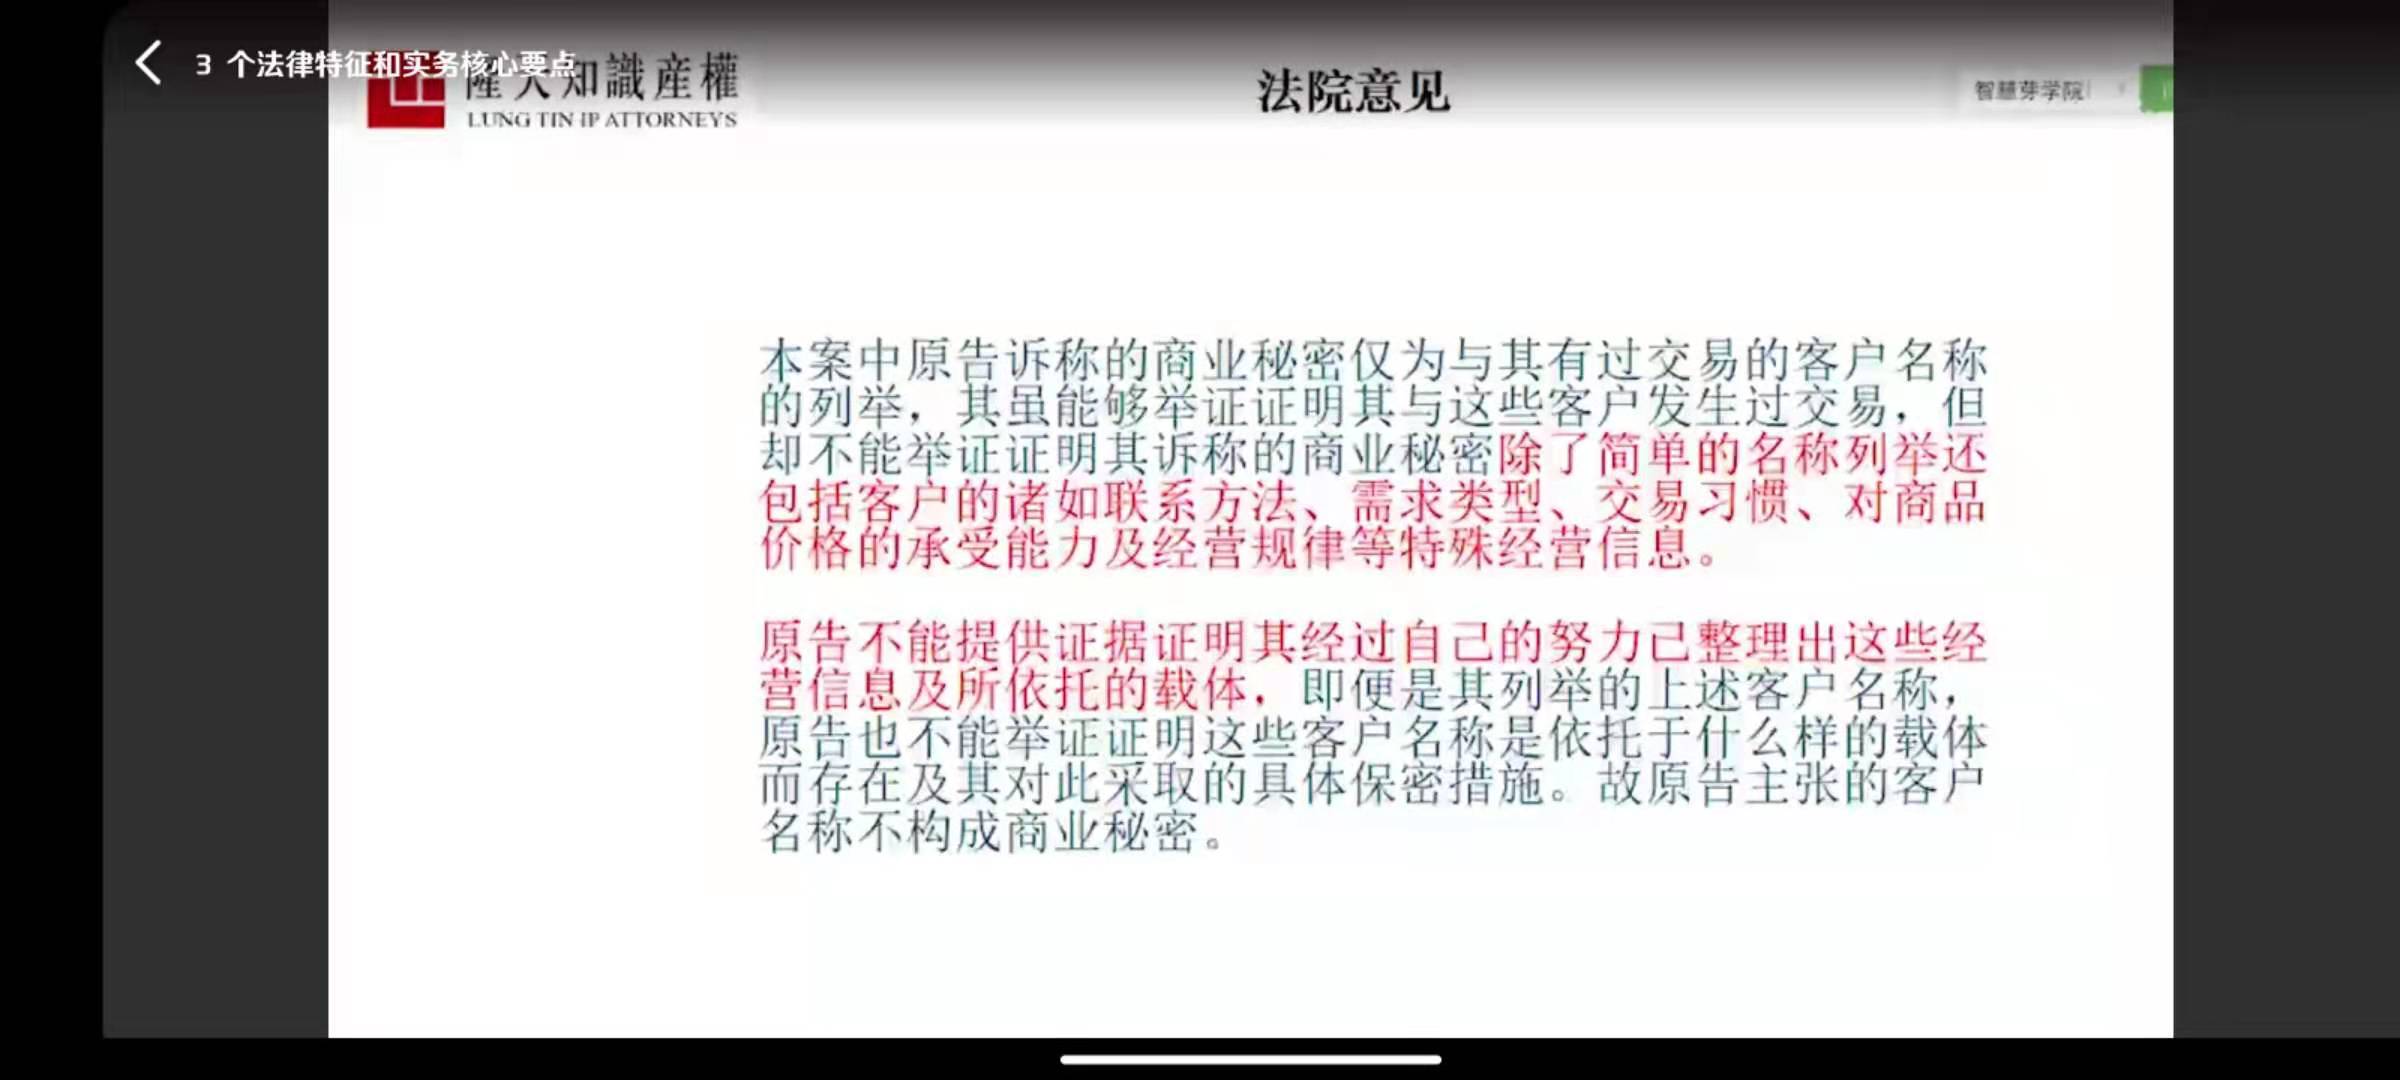 3 个法律特征和实务核心要点
隆天知識産權
LUNG TIN IP ATTORNEYS
法院意见
智慧芽学院
本案中原告诉称的商业秘密仅为与其有过交易的客户名称
的列举，其虽能够举证证明其与这些客户发生过交易，但
却不能举证证明其诉称的商业秘密除了简单的名称列举还
包括客户的诸如联系方法、需求类型、交易习惯、对商品
价格的承受能力及经营规律等特殊经营信息。
原告不能提供证据证明其经过自己的努力已整理出这些经
营信息及所依托的载体，即便是其列举的上述客户名称，
原告也不能举证证明这些客户名称是依托于什么样的载体
而存在及其对此采取的具体保密措施。故原告主张的客户
名称不构成商业秘密。